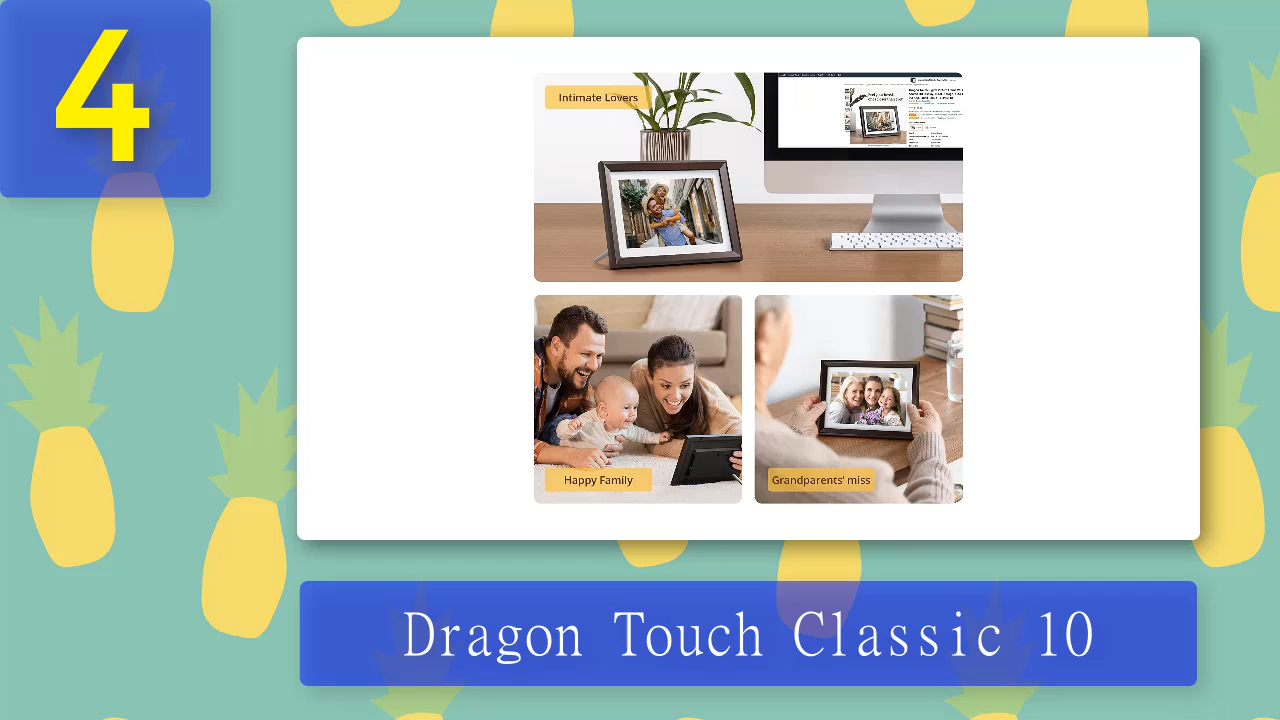 4
Intimate Lovers
Happy Family
Grandparents' miss
Dragon Touch Classic 10